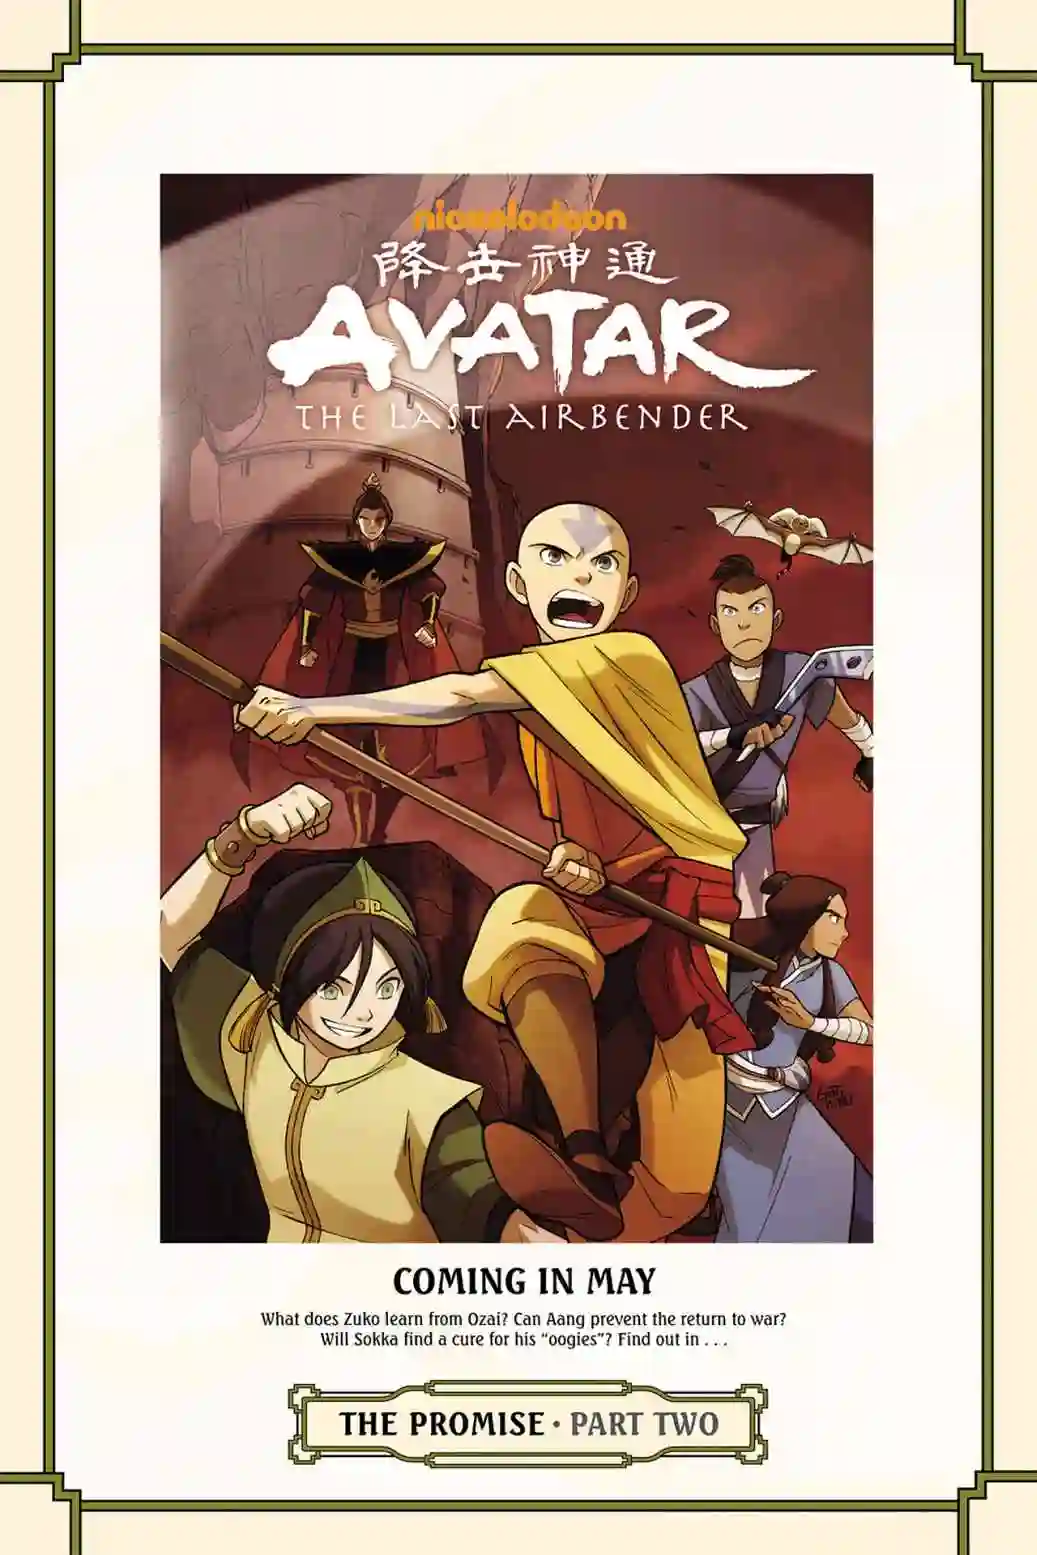 nickelodeon
降世神通
AVATAR
THE LAST AIRBENDER
COMING IN MAY
What does Zuko learn from Ozai? Can Aang prevent the return to war?
Will Sokka find a cure for his “oogies”? Find out in . . .
THE PROMISE · PART TWO